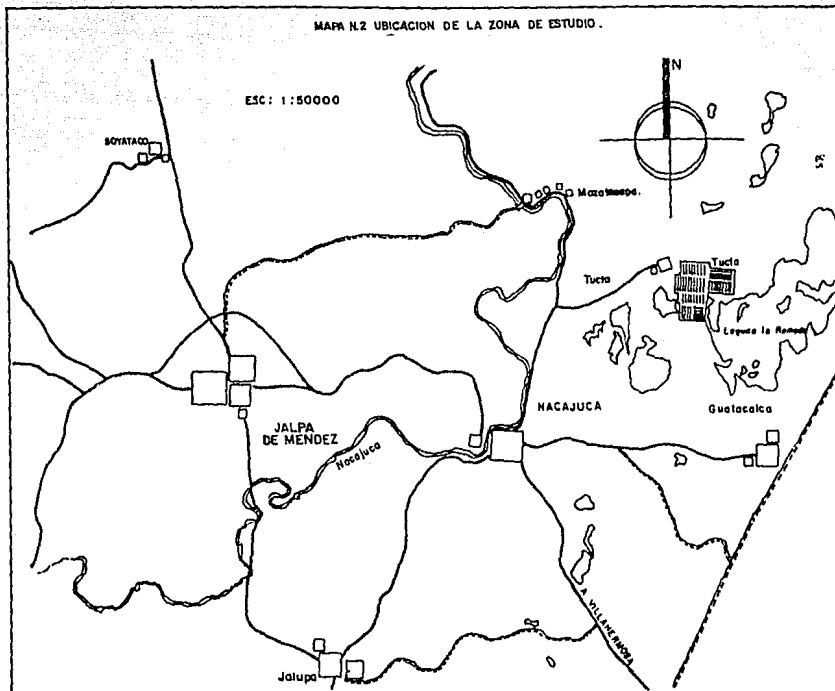 MAPA N.2 UBICACION DE LA ZONA DE ESTUDIO.
ESC: 1:50000
N
SOYATACO
Mazateupa.
Tucta
Tucta
Laguna la Ramada
NACAJUCA
Guatacalca
JALPA
DE MENDEZ
Nacajuca
A VILLAHERMOSA
Jalupa